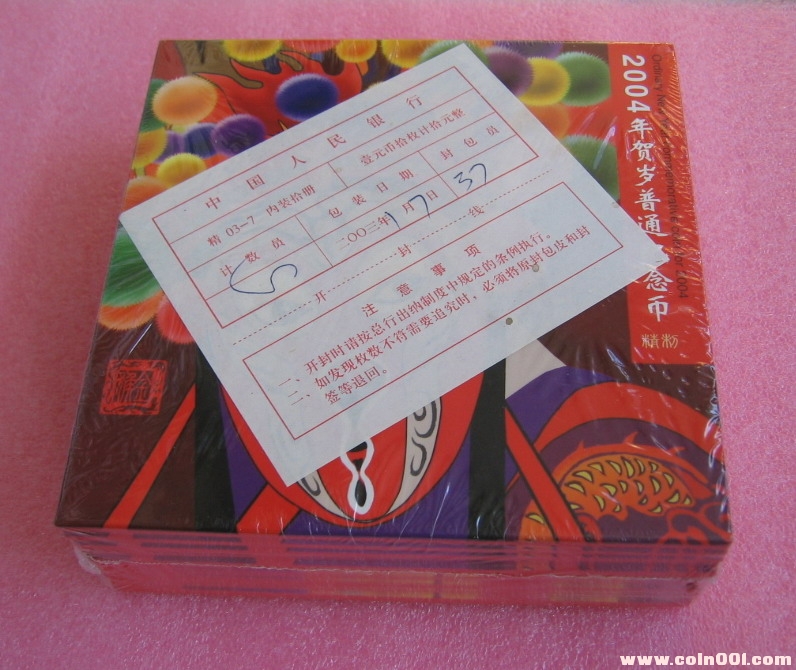 中国人民银行
精 03—7 内装拾册
壹元币拾枚计拾元整
计数员
包装日期
封包员
5
二〇〇三年1月7日
37
开封线
注意事项
一、开封时请按总行出纳制度中规定的条例执行。
二、如发现枚数不符需要追究时，必须将原封包皮和封
签等退回。
2004年贺岁普通 念币
精制
2004
www.coin001.com